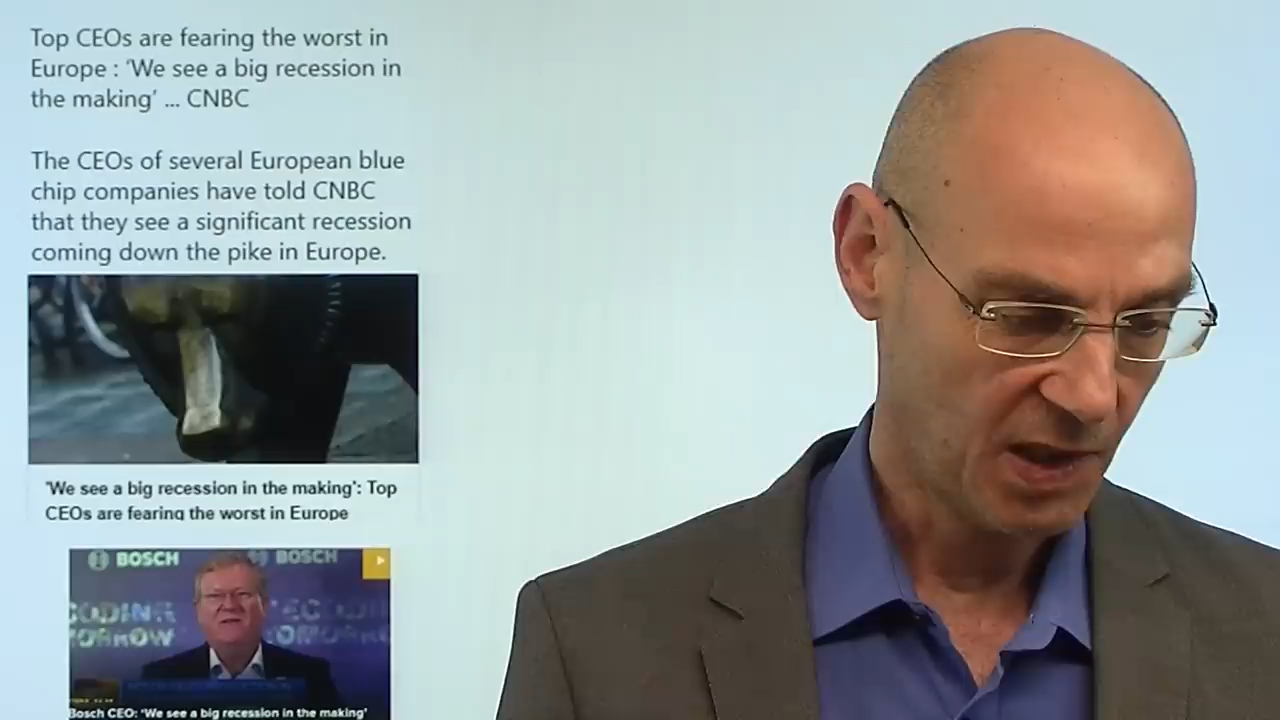 Top CEOs are fearing the worst in
Europe : ‘We see a big recession in
the making’ ... CNBC
The CEOs of several European blue
chip companies have told CNBC
that they see a significant recession
coming down the pike in Europe.
'We see a big recession in the making': Top
CEOs are fearing the worst in Europe
BOSCH BOSCH
Bosch CEO: 'We see a big recession in the making'